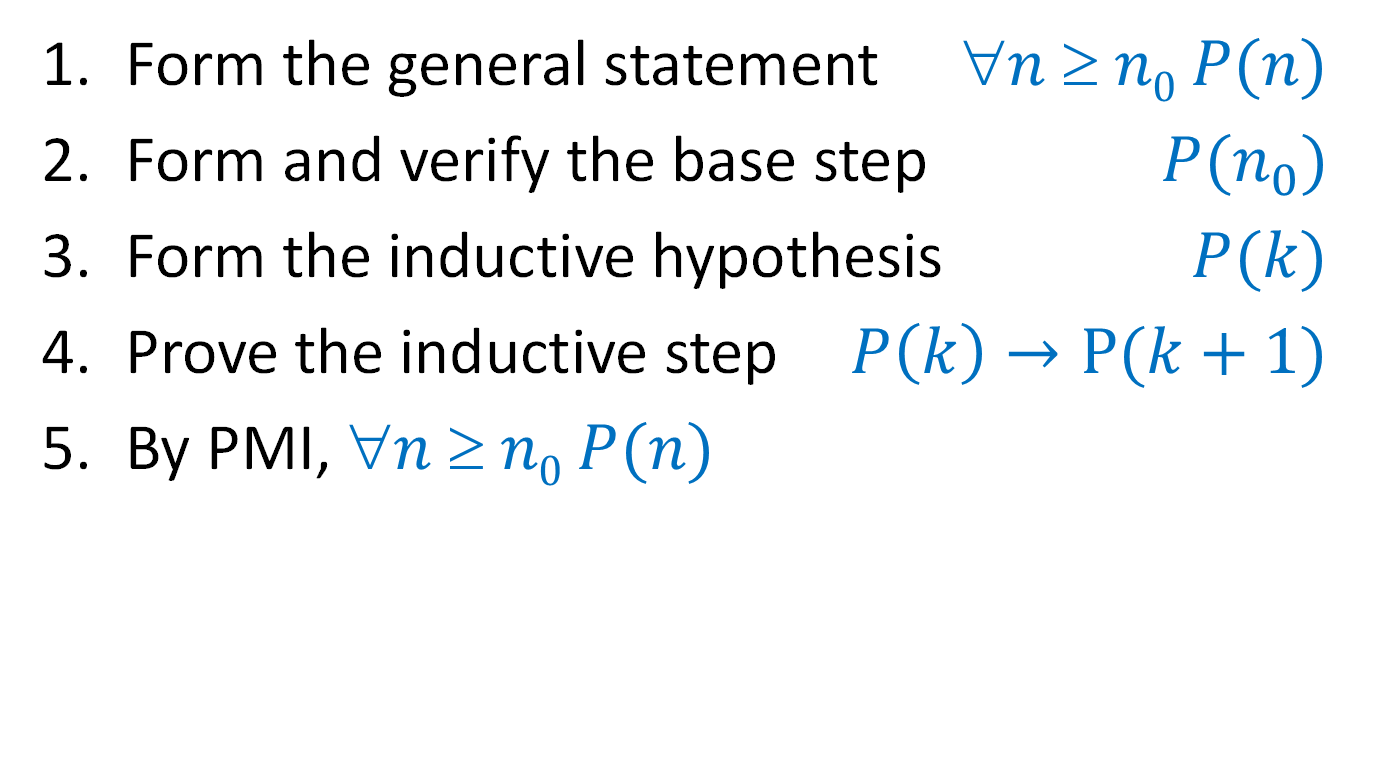 1. Form the general statement ∀n ≥ n₀ P(n)
2. Form and verify the base step P(n₀)
3. Form the inductive hypothesis P(k)
4. Prove the inductive step P(k) → P(k + 1)
5. By PMI, ∀n ≥ n₀ P(n)